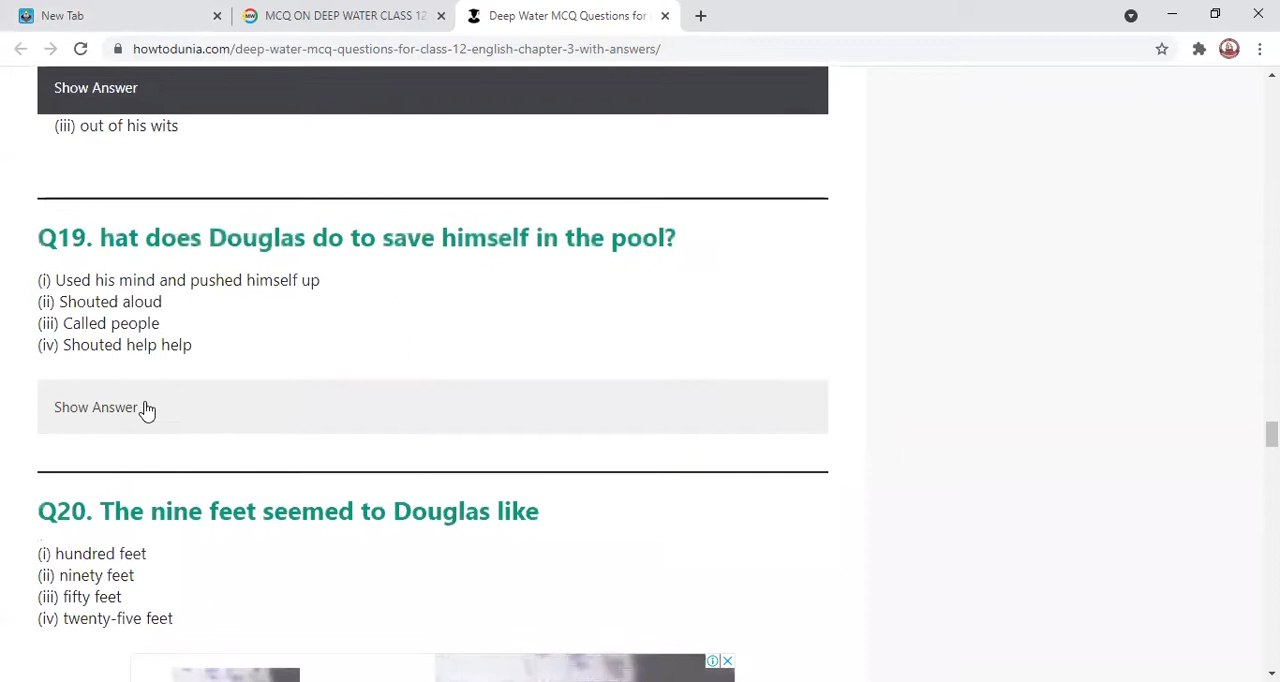 New Tab
MCQ ON DEEP WATER CLASS 12
Deep Water MCQ Questions for
howtodunia.com/deep-water-mcq-questions-for-class-12-english-chapter-3-with-answers/
Show Answer
(iii) out of his wits
Q19. hat does Douglas do to save himself in the pool?
(i) Used his mind and pushed himself up
(ii) Shouted aloud
(iii) Called people
(iv) Shouted help help
Show Answer
Q20. The nine feet seemed to Douglas like
(i) hundred feet
(ii) ninety feet
(iii) fifty feet
(iv) twenty-five feet